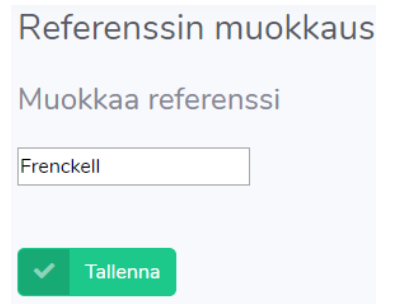 Referenssin muokkaus
Muokkaa referenssi
Frenckell
Tallenna